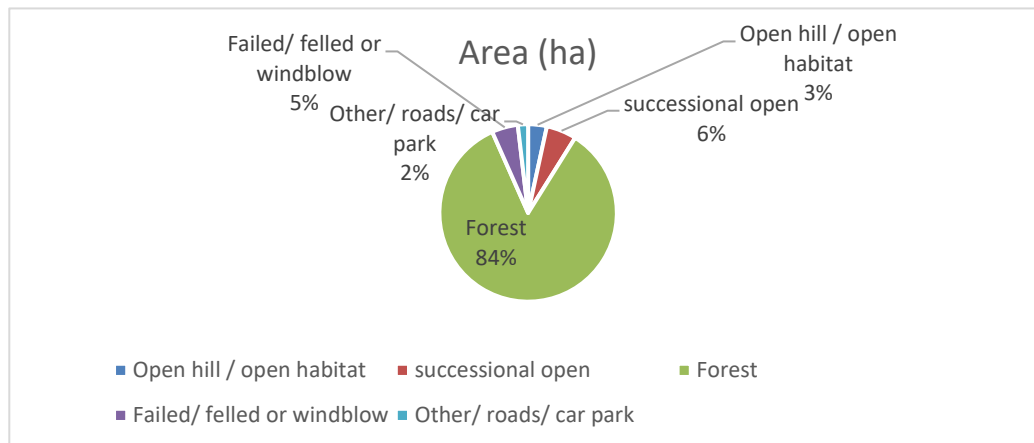 Area (ha)
Failed/ felled or
windblow
5%
Other/ roads/ car
park
2%
Open hill / open
habitat
3%
successional open
6%
Forest
84%
Open hill / open habitat
successional open
Forest
Failed/ felled or windblow
Other/ roads/ car park